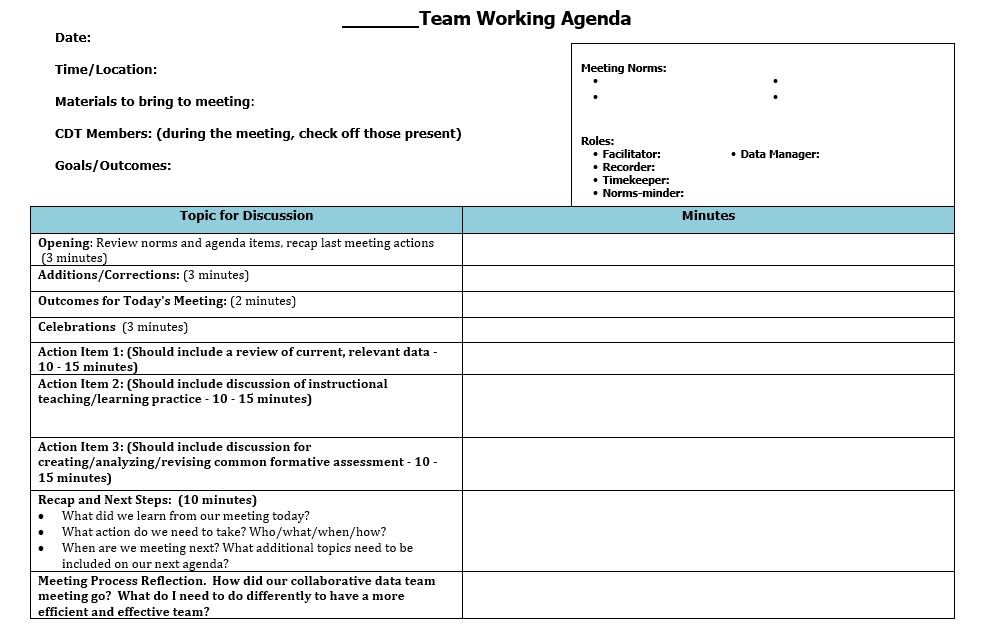 ________Team Working Agenda
Date:
Time/Location:
Materials to bring to meeting:
CDT Members: (during the meeting, check off those present)
Goals/Outcomes:
Meeting Norms:
•
•
•
•
Roles:
• Facilitator:
• Data Manager:
• Recorder:
• Timekeeper:
• Norms-minder:
Topic for Discussion
Minutes
Opening: Review norms and agenda items, recap last meeting actions
(3 minutes)
Additions/Corrections: (3 minutes)
Outcomes for Today's Meeting: (2 minutes)
Celebrations (3 minutes)
Action Item 1: (Should include a review of current, relevant data -
10 - 15 minutes)
Action Item 2: (Should include discussion of instructional
teaching/learning practice - 10 - 15 minutes)
Action Item 3: (Should include discussion for
creating/analyzing/revising common formative assessment - 10 -
15 minutes)
Recap and Next Steps: (10 minutes)
• What did we learn from our meeting today?
• What action do we need to take? Who/what/when/how?
• When are we meeting next? What additional topics need to be
included on our next agenda?
Meeting Process Reflection. How did our collaborative data team
meeting go? What do I need to do differently to have a more
efficient and effective team?